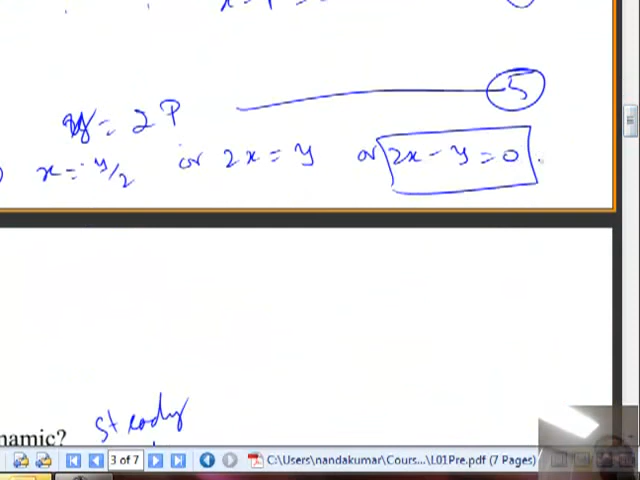 y = 2P 5
x = y/2 or 2x = y or 2x - y = 0.
steady
namic?
3 of 7 C:\Users\nandakumar\Cours...\L01Pre.pdf (7 Pages)